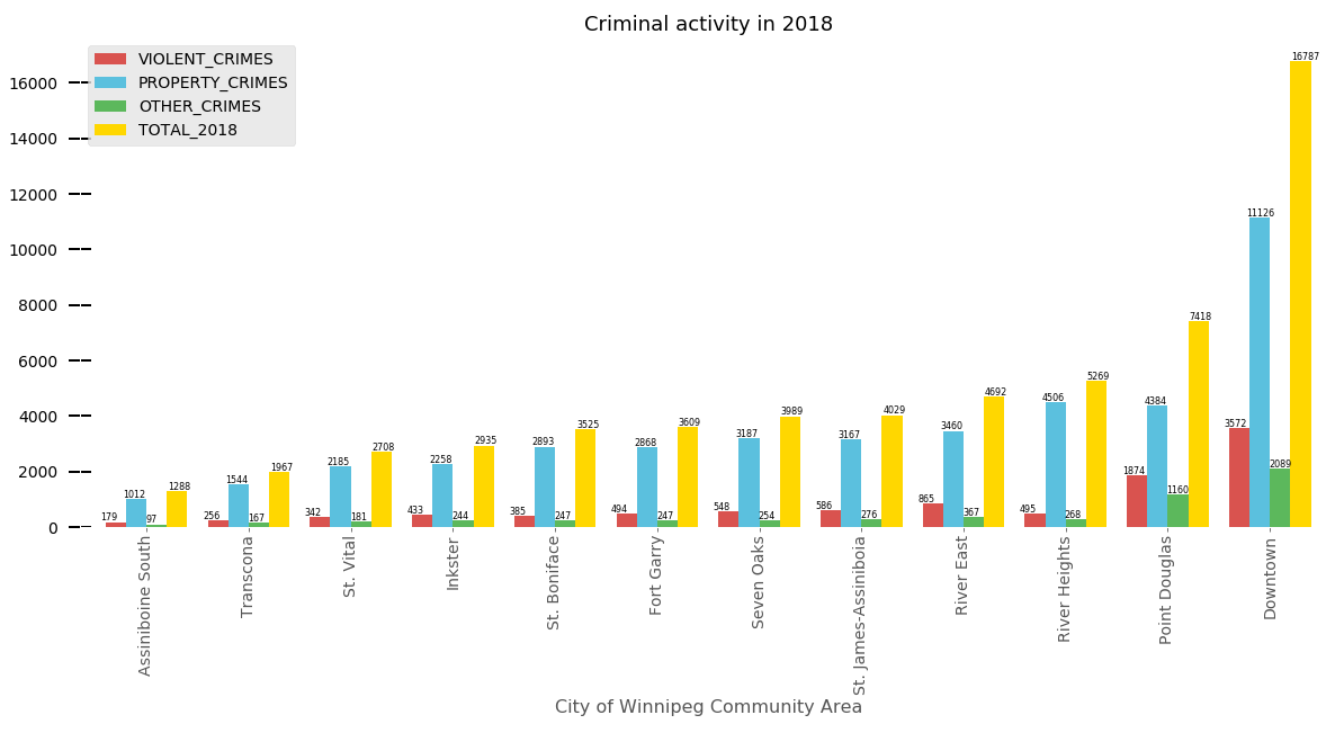 Criminal activity in 2018
VIOLENT_CRIMES
PROPERTY_CRIMES
OTHER_CRIMES
TOTAL_2018
16000
14000
12000
10000
8000
6000
4000
2000
0
179 1012 97 1288
256 1544 167 1967
342 2185 181 2708
433 2258 244 2935
385 2893 247 3525
494 2868 247 3609
548 3187 254 3989
586 3167 276 4029
865 3460 367 4692
495 4506 268 5269
1874 4384 1160 7418
3572 11126 2089 16787
Assiniboine South
Transcona
St. Vital
Inkster
St. Boniface
Fort Garry
Seven Oaks
St. James-Assiniboia
River East
River Heights
Point Douglas
Downtown
City of Winnipeg Community Area